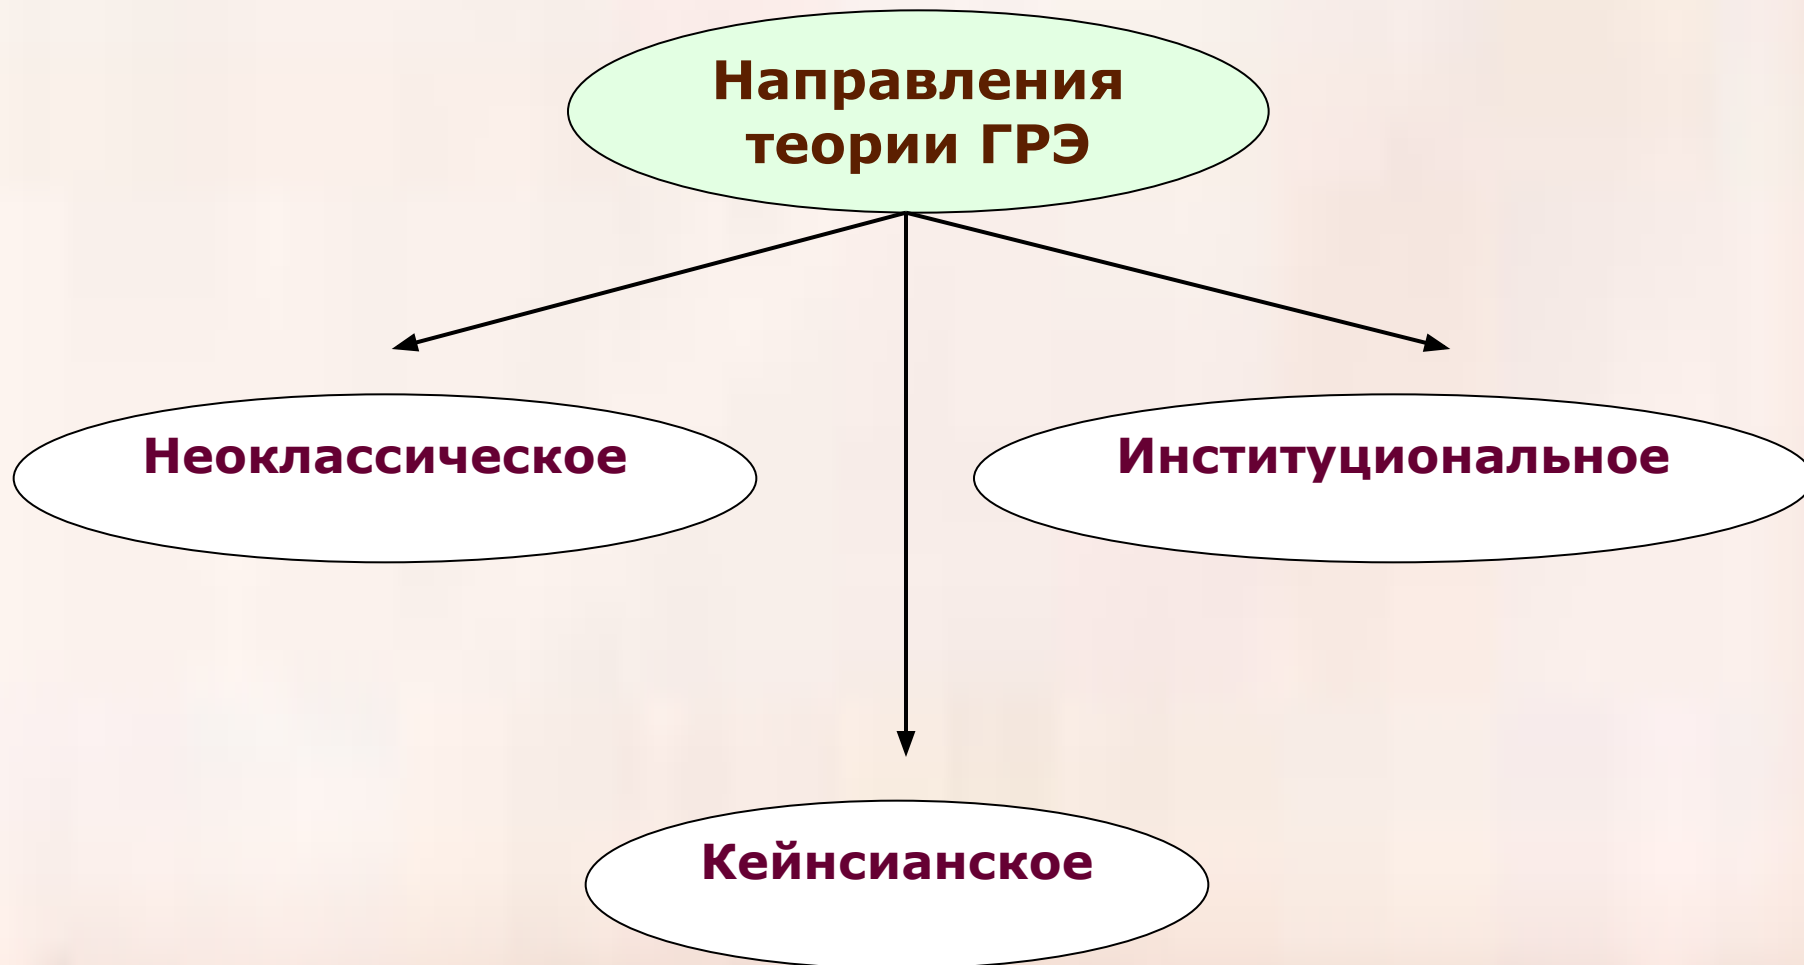 Направления
теории ГРЭ
Неоклассическое
Институциональное
Кейнсианское